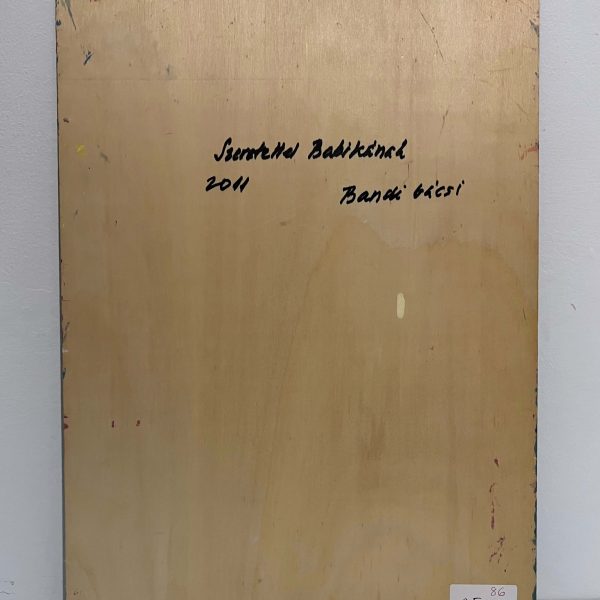 Szeretettel Babikának
2011 Bandi bácsi
86